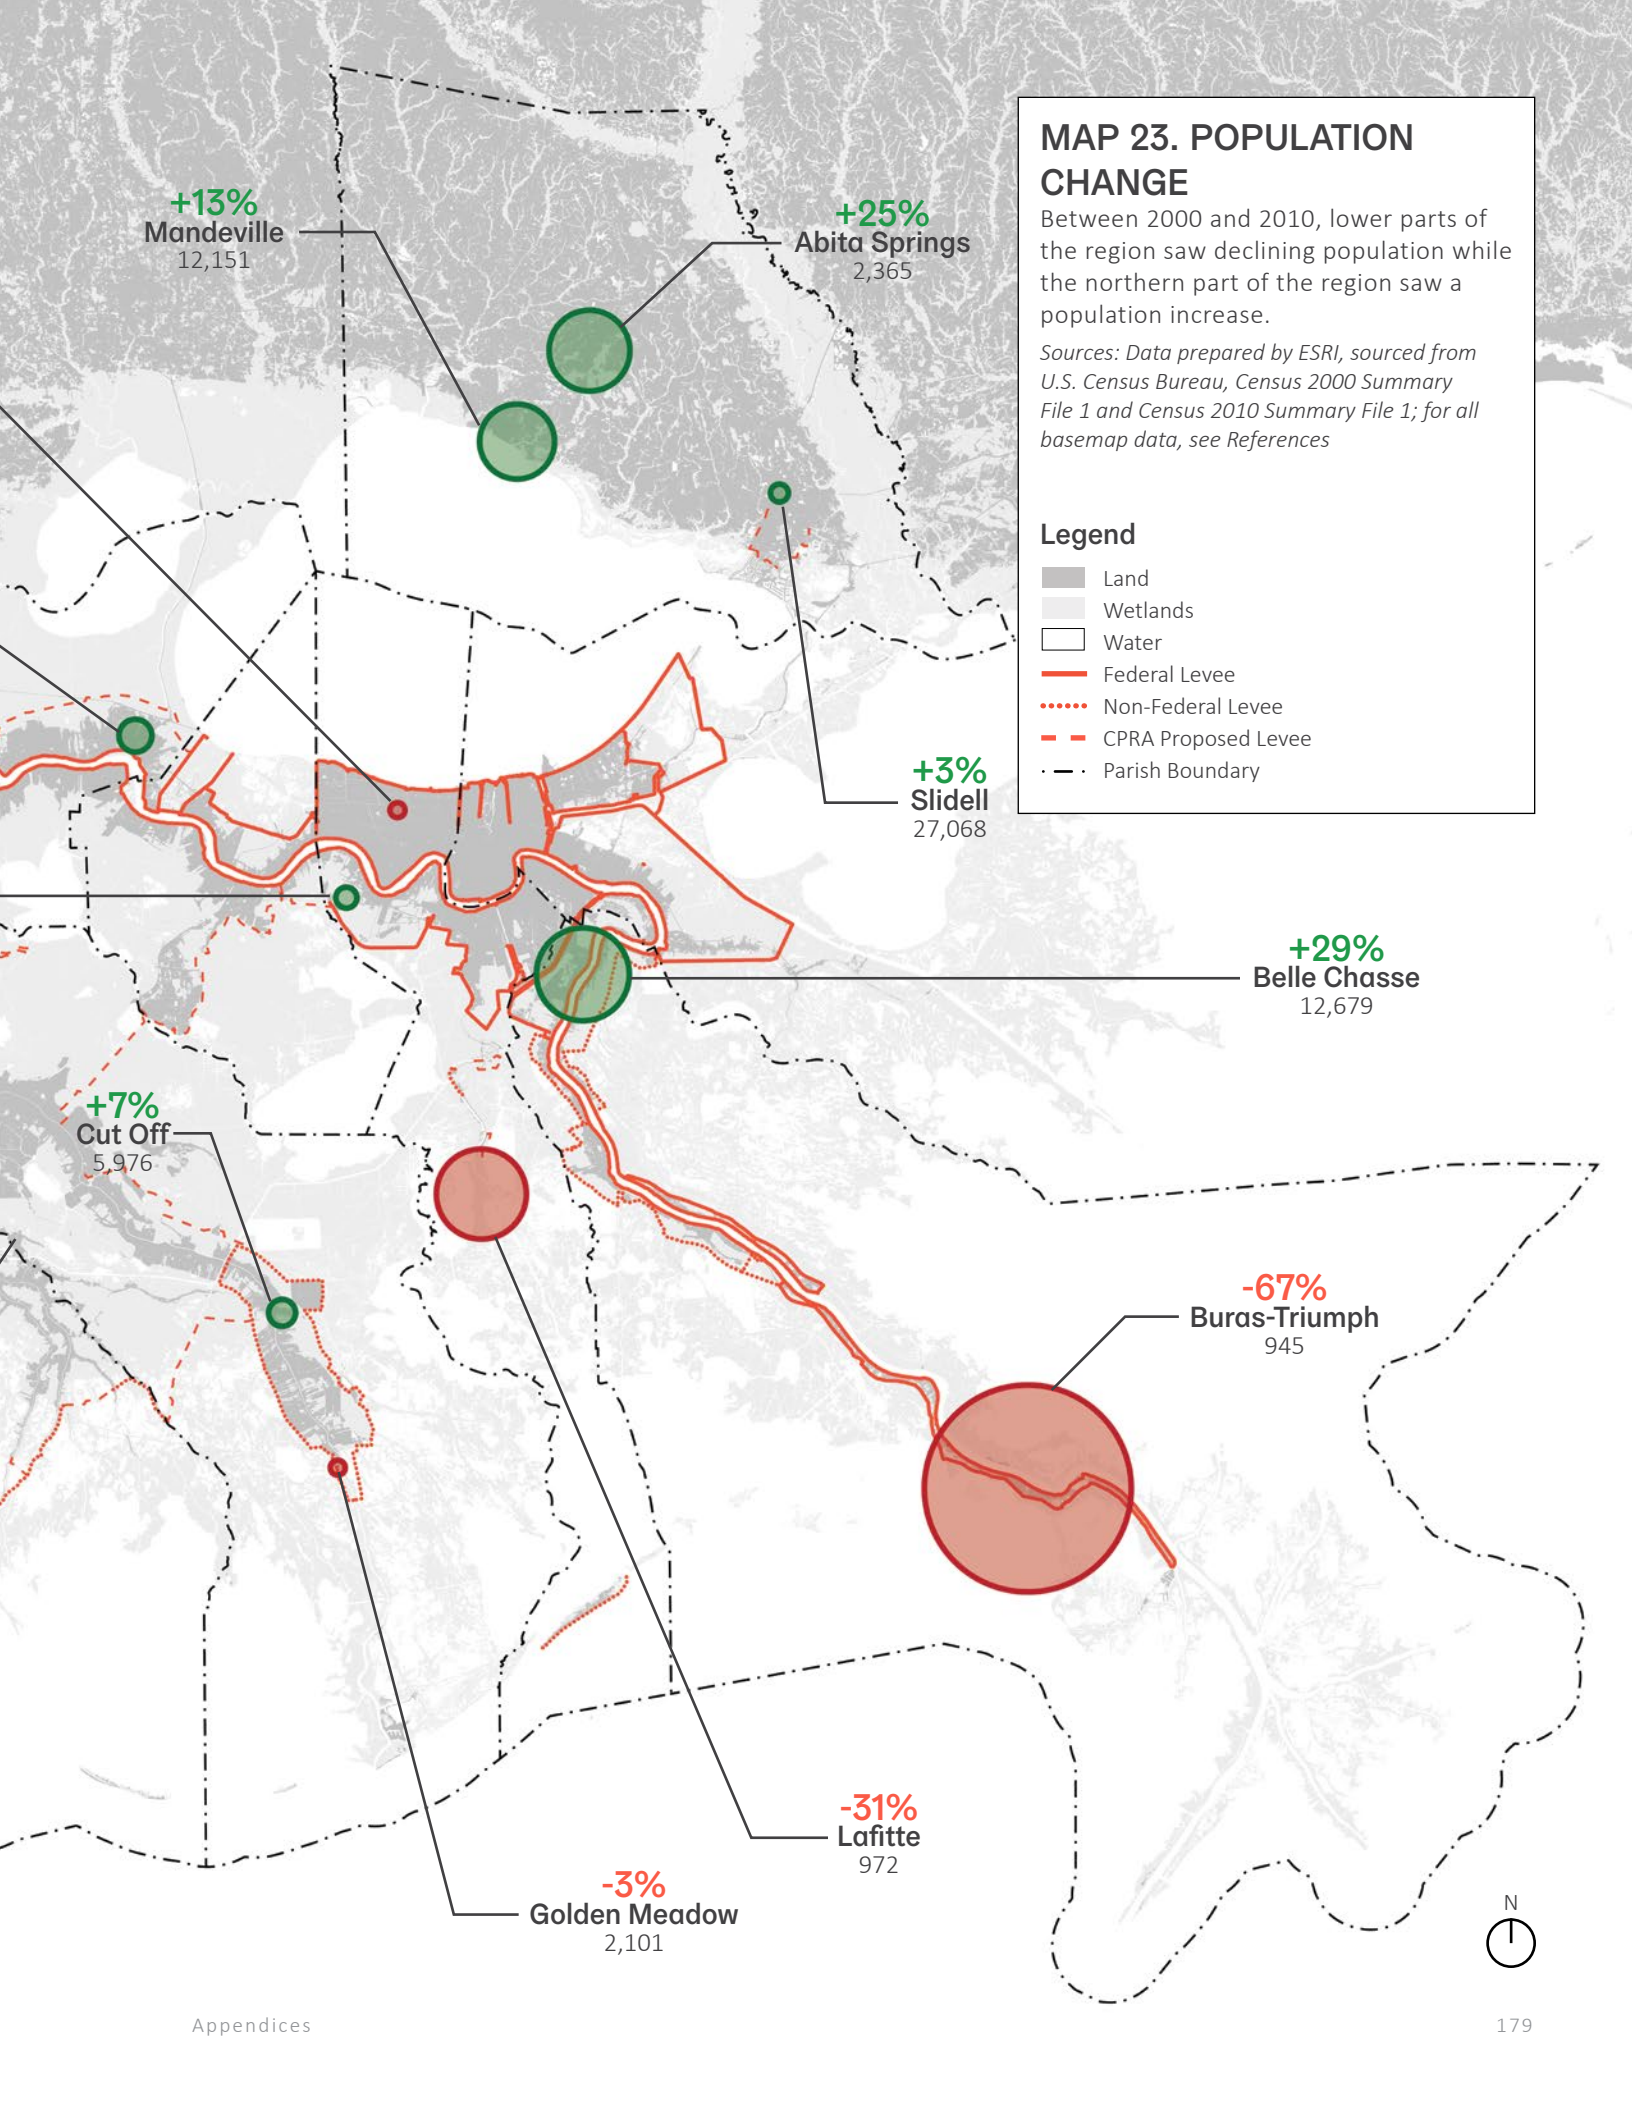 MAP 23. POPULATION
CHANGE
Between 2000 and 2010, lower parts of
the region saw declining population while
the northern part of the region saw a
population increase.
Sources: Data prepared by ESRI, sourced from
U.S. Census Bureau, Census 2000 Summary
File 1 and Census 2010 Summary File 1; for all
basemap data, see References
Legend
Land
Wetlands
Water
Federal Levee
Non-Federal Levee
CPRA Proposed Levee
Parish Boundary
+13%
Mandeville
12,151
+25%
Abita Springs
2,365
+3%
Slidell
27,068
+29%
Belle Chasse
12,679
+7%
Cut Off
5,976
-67%
Buras-Triumph
945
-31%
Lafitte
972
-3%
Golden Meadow
2,101
N
Appendices
179